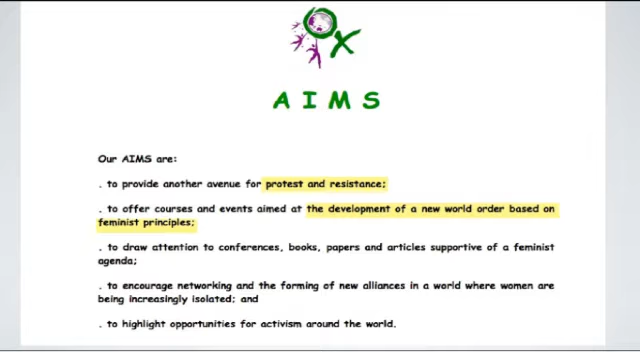 AIMS
Our AIMS are:
. to provide another avenue for protest and resistance;
. to offer courses and events aimed at the development of a new world order based on
feminist principles;
. to draw attention to conferences, books, papers and articles supportive of a feminist
agenda;
. to encourage networking and the forming of new alliances in a world where women are
being increasingly isolated; and
. to highlight opportunities for activism around the world.